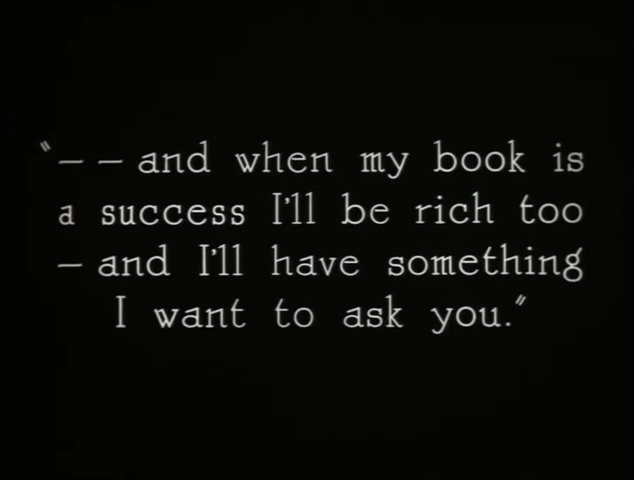 "— — and when my book is
a success I'll be rich too
— and I'll have something
I want to ask you."